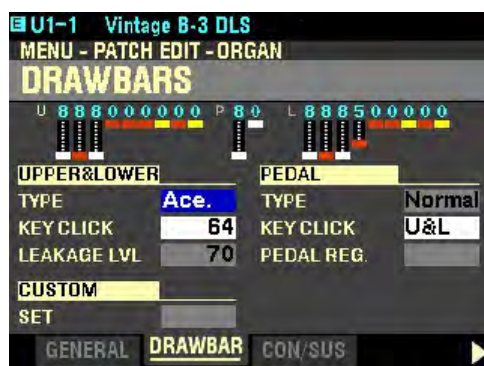 E U1-1 Vintage B-3 DLS
MENU - PATCH EDIT - ORGAN
DRAWBARS
U 888000000 P 80 L 888500000
UPPER&LOWER PEDAL
TYPE Ace. TYPE Normal
KEY CLICK 64 KEY CLICK U&L
LEAKAGE LVL 70 PEDAL REG.
CUSTOM
SET
GENERAL DRAWBAR CON/SUS